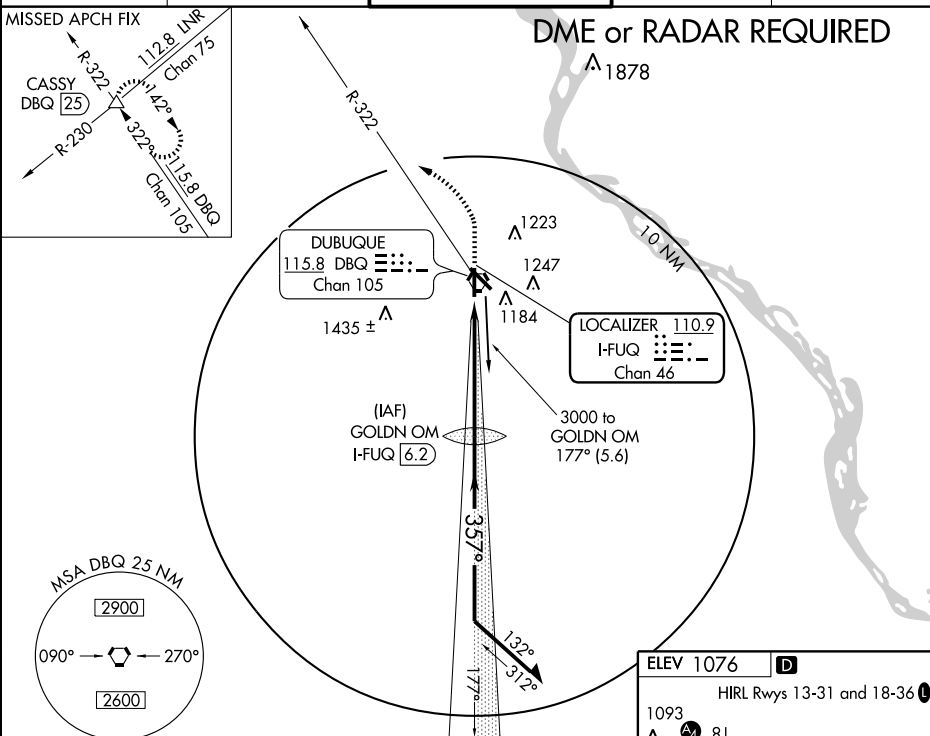 MISSED APCH FIX
112.8 LNR
Chan 75
R-322
CASSY
DBQ 25
142°
R-230
322°
115.8 DBQ
Chan 105
DME or RADAR REQUIRED
1878
R-322
10 NM
1223
1247
1184
DUBUQUE
115.8 DBQ
Chan 105
1435 ±
LOCALIZER 110.9
I-FUQ
Chan 46
(IAF)
GOLDN OM
I-FUQ 6.2
3000 to
GOLDN OM
177° (5.6)
357°
132°
312°
177°
MSA DBQ 25 NM
2900
090°
270°
2600
ELEV 1076
D
HIRL Rwys 13-31 and 18-36 L
1093